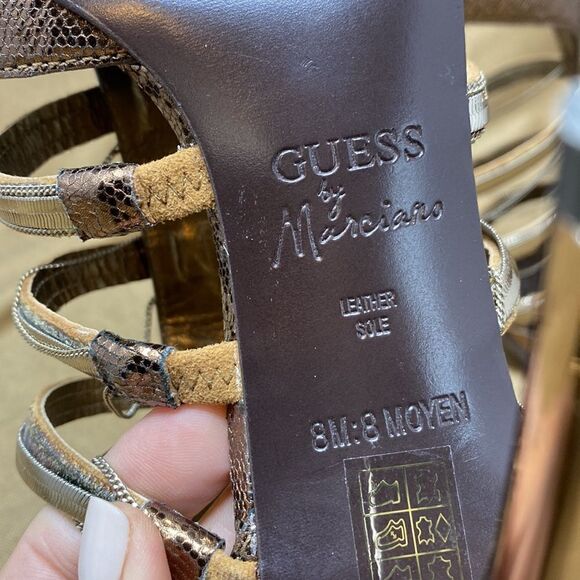 GUESS
by
Marciano
LEATHER
SOLE
8M:8 MOYEN